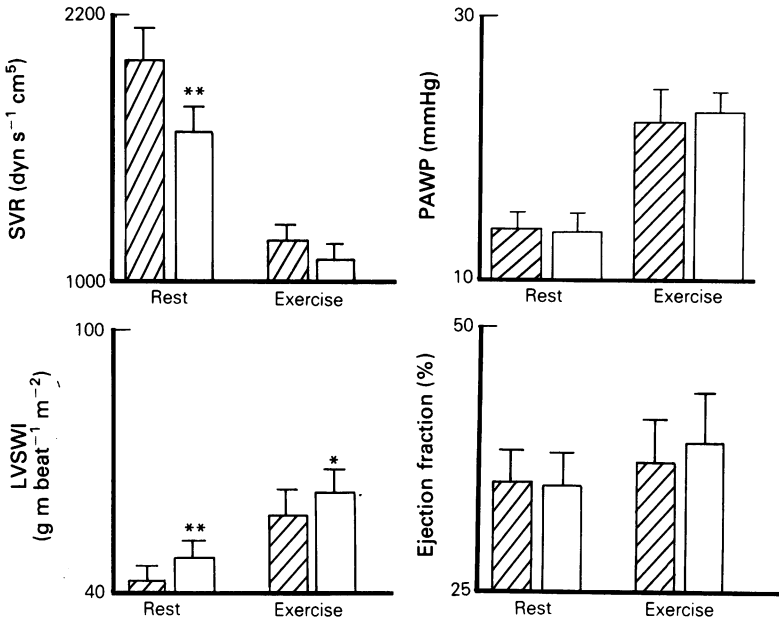 2200
SVR (dyn s⁻¹ cm⁵)
**
1000
Rest
Exercise
30
PAWP (mmHg)
10
Rest
Exercise
100
LVSWI
(g m beat⁻¹ m⁻²)
**
*
40
Rest
Exercise
50
Ejection fraction (%)
25
Rest
Exercise